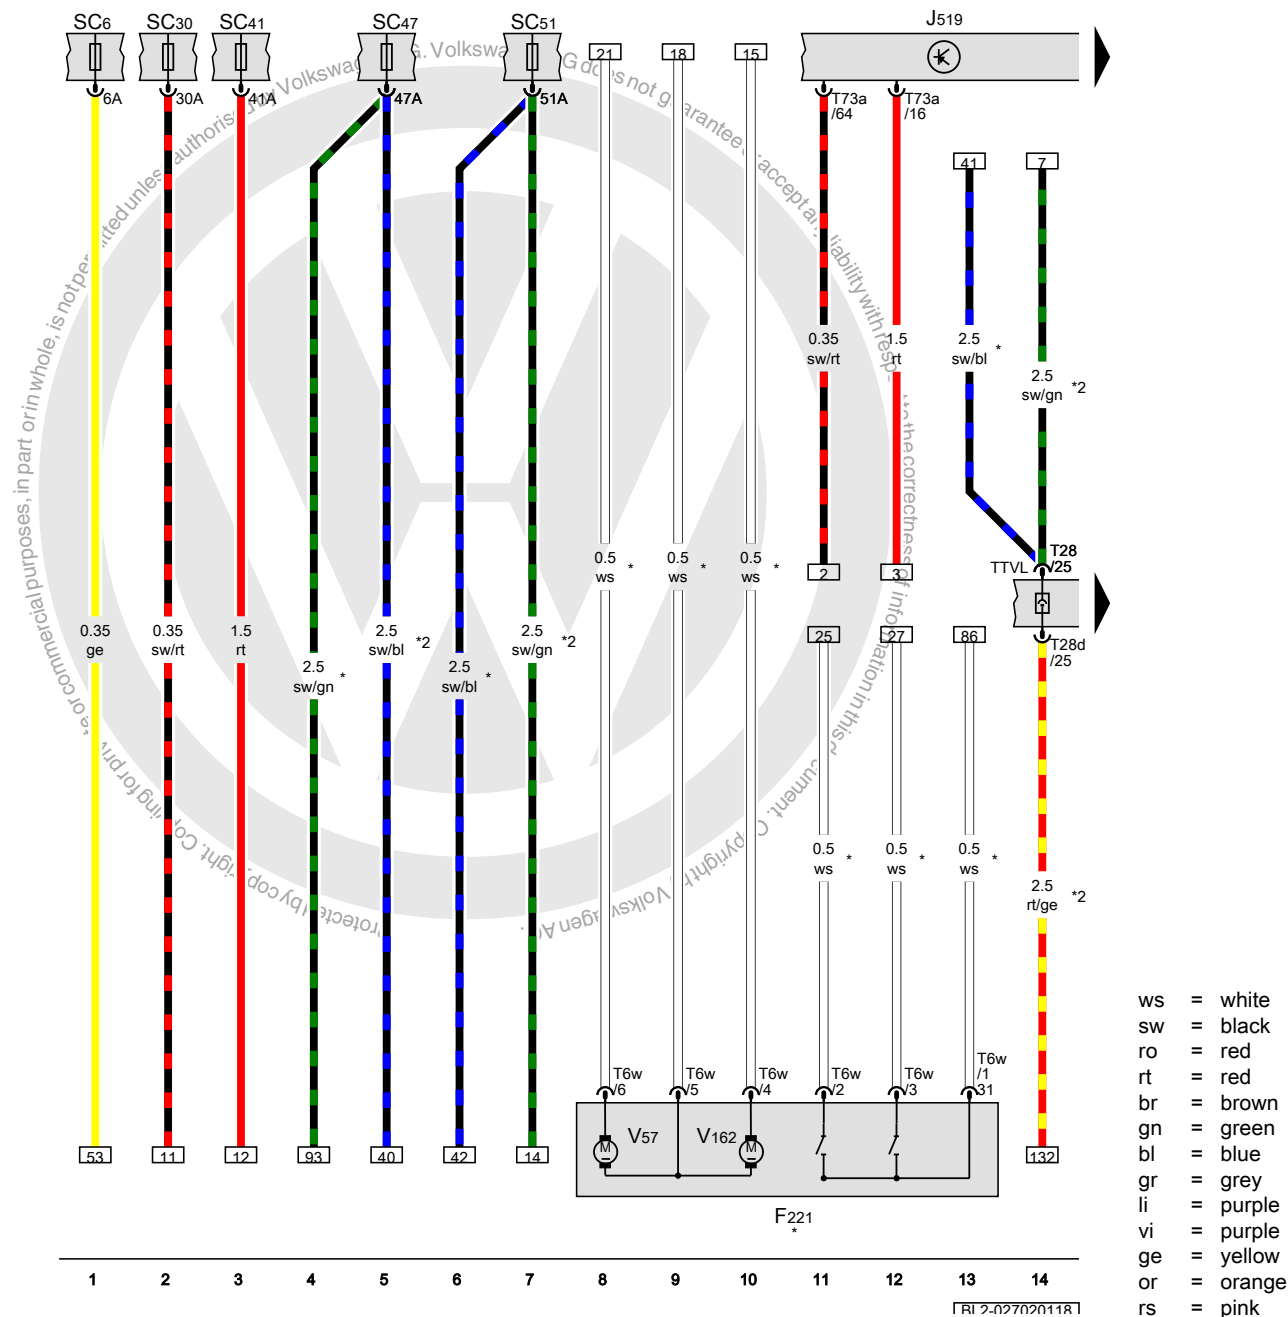 SC6 SC30 SC41 SC47 SC51 J519
21 18 15
6A 30A 41A 47A 51A T73a T73a
/64 /16
41 7
0.35 1.5 2.5
sw/rt rt sw/bl *
2.5
sw/gn *2
0.5 0.5 0.5
ws * ws * ws *
2 3
TTVL T28
/25
25 27 86
T28d
/25
0.35 0.35 1.5 2.5 2.5
ge sw/rt rt sw/bl *2 sw/gn *2
2.5 2.5
sw/gn * sw/bl *
0.5 0.5 0.5
ws * ws * ws *
2.5
rt/ge *2
T6w T6w T6w T6w T6w T6w
/6 /5 /4 /2 /3 /1
31
V57 V162
M M
53 11 12 93 40 42 14 132
F221
*
1 2 3 4 5 6 7 8 9 10 11 12 13 14
BL2-027020118
ws = white
sw = black
ro = red
rt = red
br = brown
gn = green
bl = blue
gr = grey
li = purple
vi = purple
ge = yellow
or = orange
rs = pink